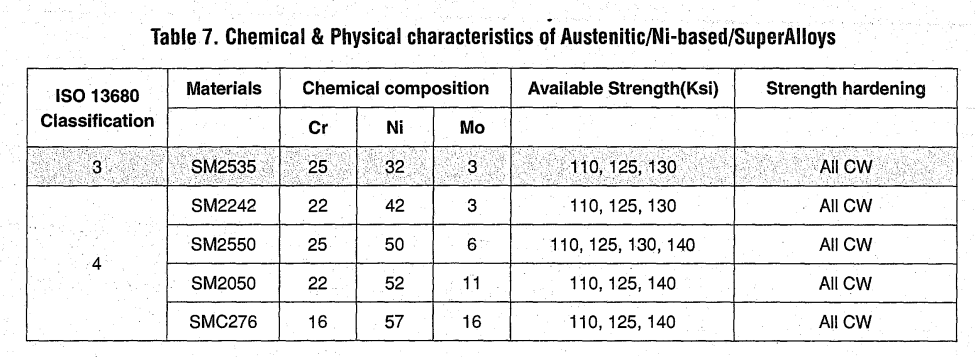 Table 7. Chemical & Physical characteristics of Austenitic/Ni-based/SuperAlloys
ISO 13680 Classification Materials Chemical composition Available Strength(Ksi) Strength hardening
Cr Ni Mo
3 SM2535 25 32 3 110, 125, 130 All CW
4 SM2242 22 42 3 110, 125, 130 All CW
SM2550 25 50 6 110, 125, 130, 140 All CW
SM2050 22 52 11 110, 125, 140 All CW
SMC276 16 57 16 110, 125, 140 All CW